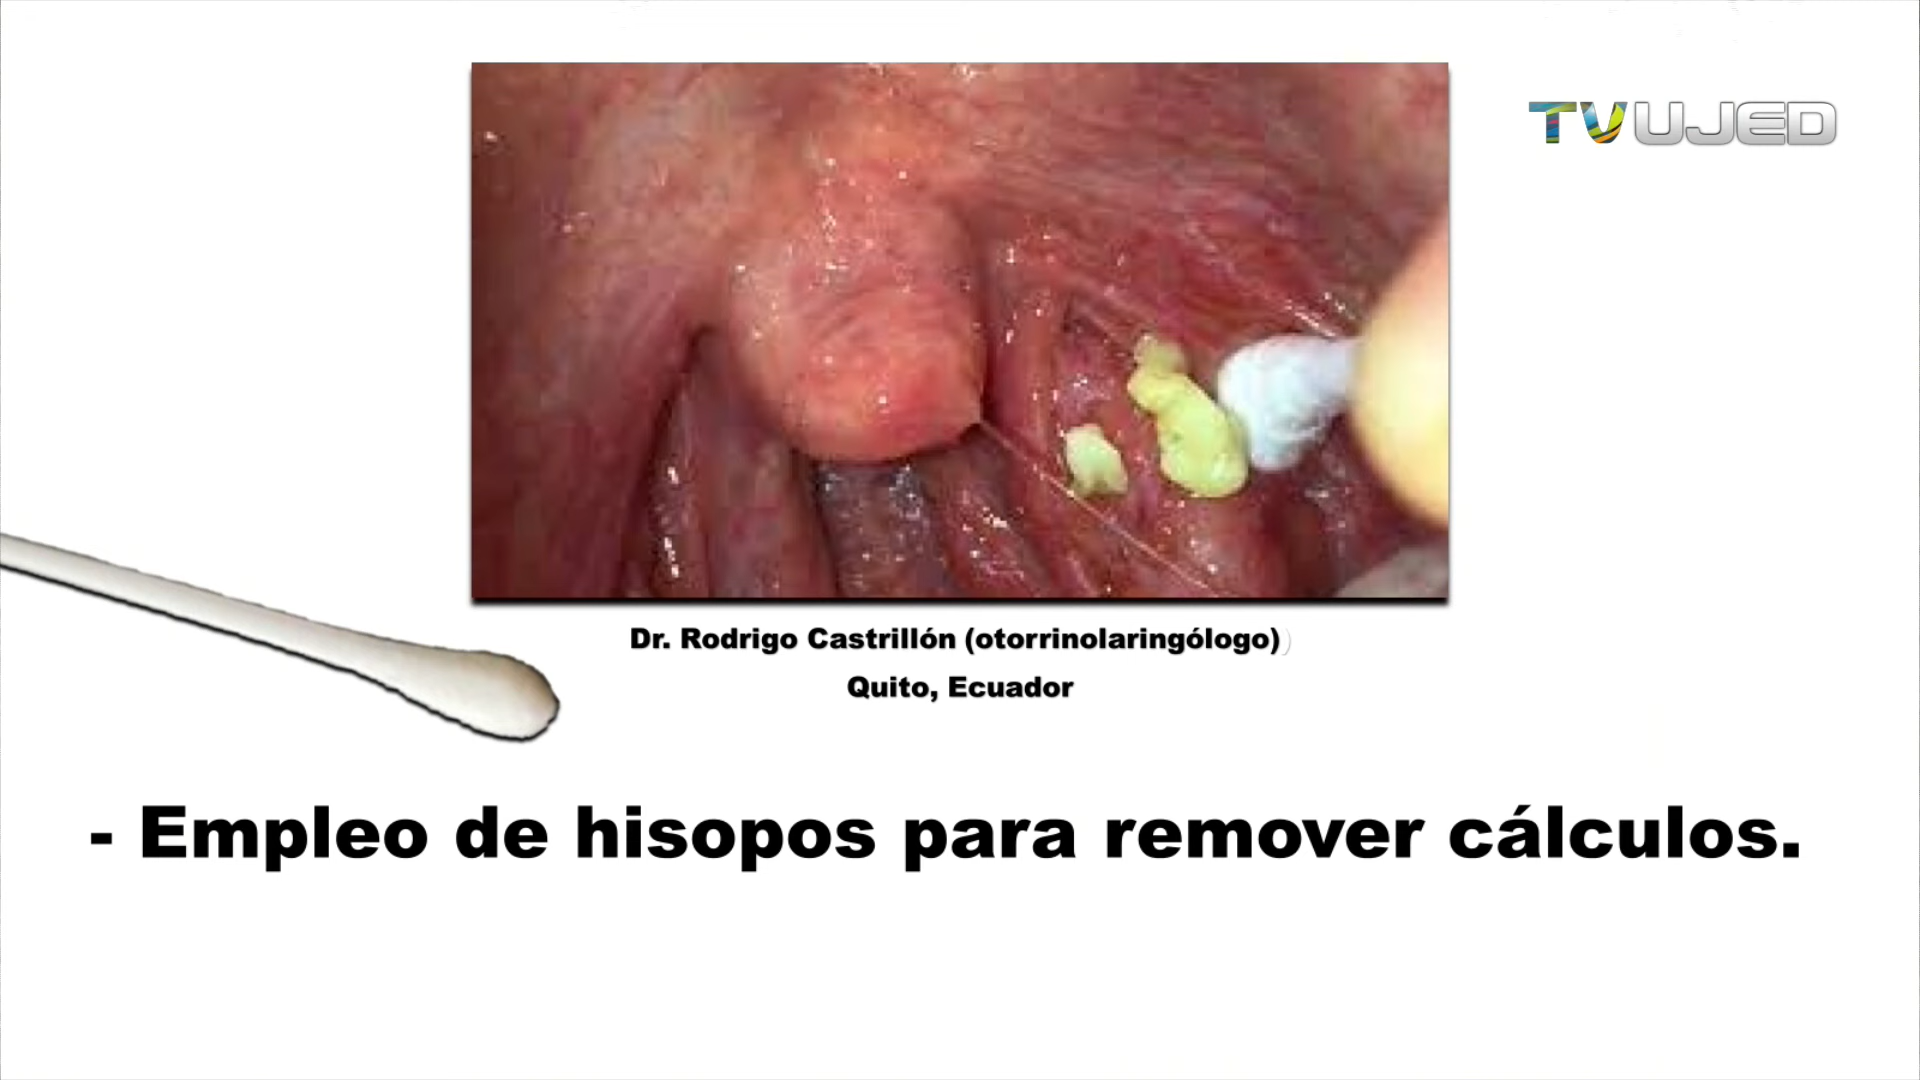 TVUJED
Dr. Rodrigo Castrillón (otorrinolaringólogo)
Quito, Ecuador
- Empleo de hisopos para remover cálculos.